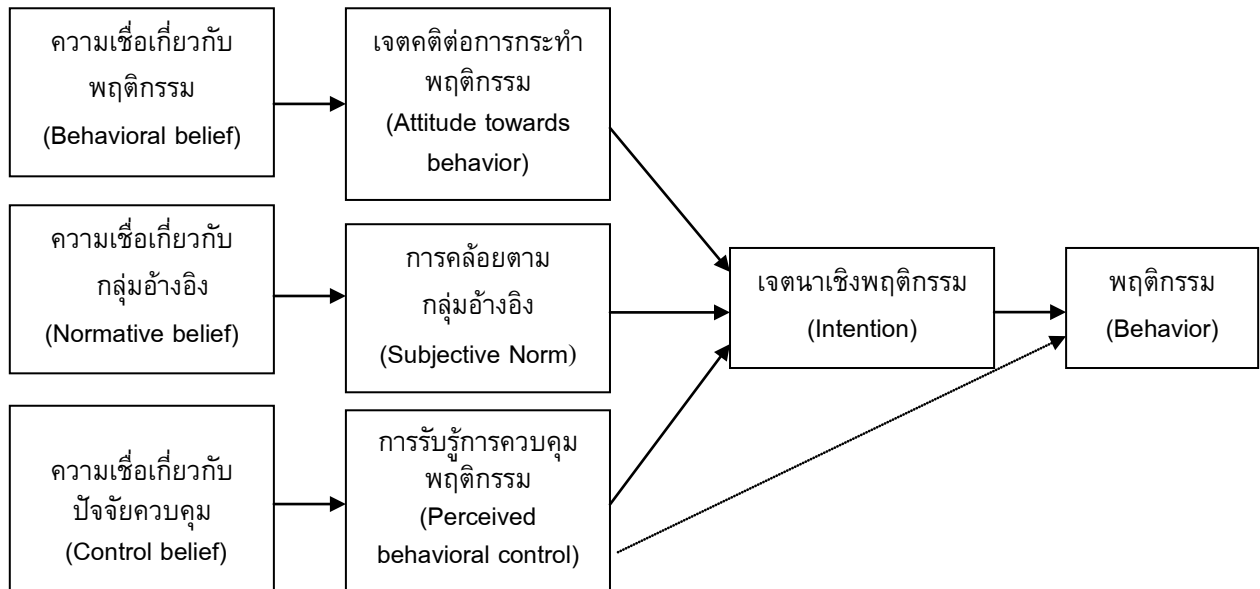 ความเชื่อเกี่ยวกับ
พฤติกรรม
(Behavioral belief)
เจตคติต่อการกระทำ
พฤติกรรม
(Attitude towards
behavior)
ความเชื่อเกี่ยวกับ
กลุ่มอ้างอิง
(Normative belief)
การคล้อยตาม
กลุ่มอ้างอิง
(Subjective Norm)
เจตนาเชิงพฤติกรรม
(Intention)
พฤติกรรม
(Behavior)
ความเชื่อเกี่ยวกับ
ปัจจัยควบคุม
(Control belief)
การรับรู้การควบคุม
พฤติกรรม
(Perceived
behavioral control)